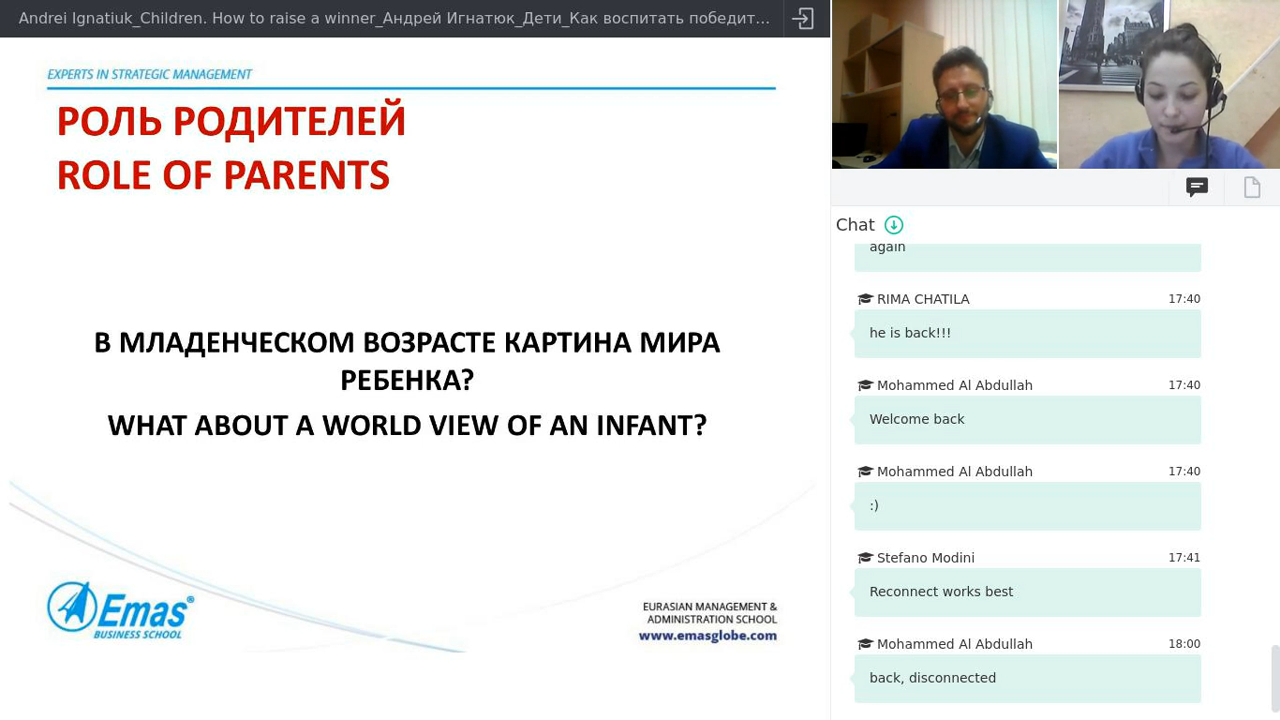 Andrei Ignatiuk_Children. How to raise a winner_Андрей Игнатюк_Дети_Как воспитать победит...
EXPERTS IN STRATEGIC MANAGEMENT
РОЛЬ РОДИТЕЛЕЙ
ROLE OF PARENTS
В МЛАДЕНЧЕСКОМ ВОЗРАСТЕ КАРТИНА МИРА
РЕБЕНКА?
WHAT ABOUT A WORLD VIEW OF AN INFANT?
Emas®
BUSINESS SCHOOL
EURASIAN MANAGEMENT &
ADMINISTRATION SCHOOL
www.emasglobe.com
Chat
again
RIMA CHATILA 17:40
he is back!!!
Mohammed Al Abdullah 17:40
Welcome back
Mohammed Al Abdullah 17:40
:)
Stefano Modini 17:41
Reconnect works best
Mohammed Al Abdullah 18:00
back, disconnected